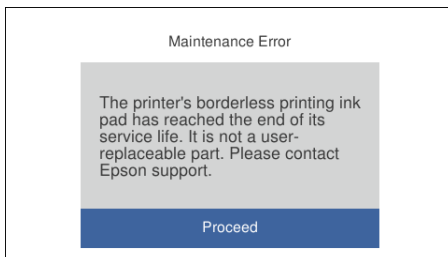 Maintenance Error
The printer's borderless printing ink
pad has reached the end of its
service life. It is not a user-
replaceable part. Please contact
Epson support.
Proceed